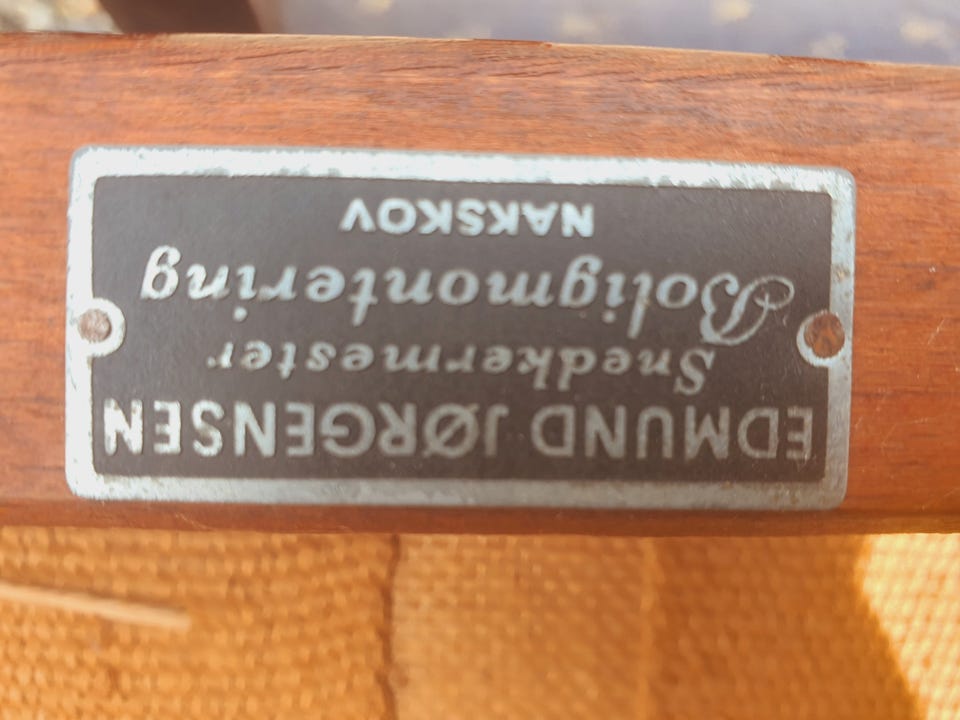 EDMUND JØRGENSEN
Snedkermester
Boligmontering
NAKSKOV